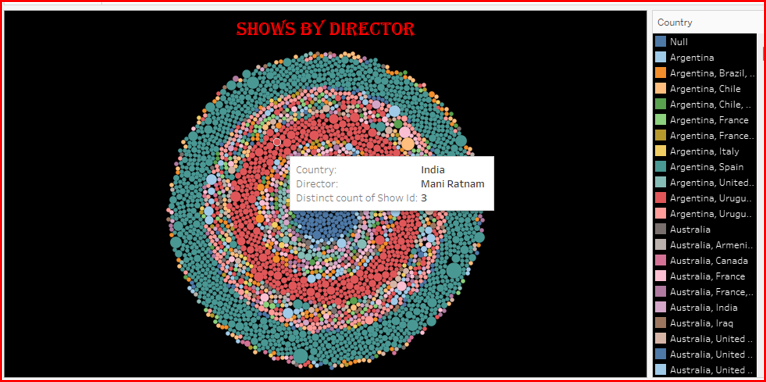 SHOWS BY DIRECTOR
Country
Null
Argentina
Argentina, Brazil, ..
Argentina, Chile
Argentina, Chile, ..
Argentina, France
Argentina, France..
Argentina, Italy
Argentina, Spain
Argentina, United..
Argentina, Urugu..
Argentina, Urugu..
Australia
Australia, Armeni..
Australia, Canada
Australia, France
Australia, France,..
Australia, India
Australia, Iraq
Australia, United ..
Australia, United ..
Australia, United ..
Country: India
Director: Mani Ratnam
Distinct count of Show Id: 3